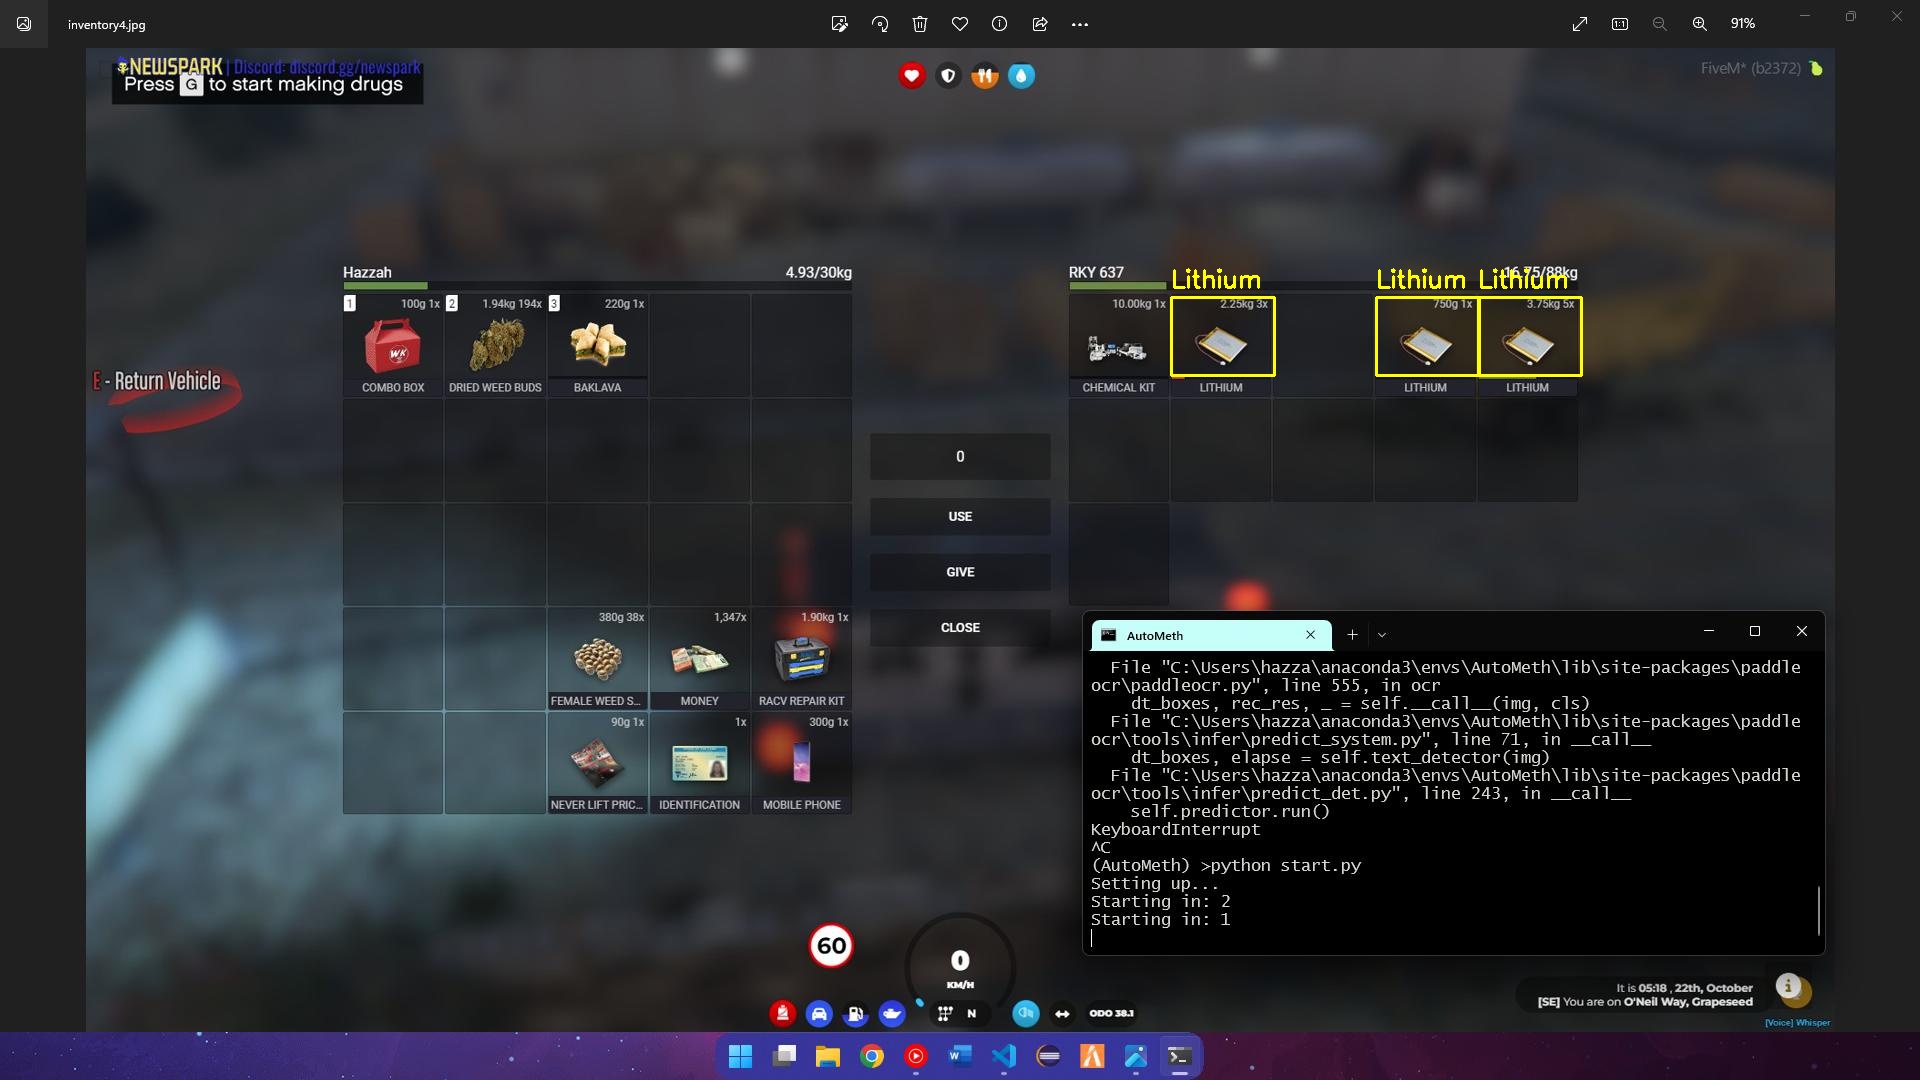 inventory4.jpg
91%
NEWSPARK | Discord: discord.gg/newspark
Press G to start making drugs
FiveM* (b2372)
Hazzah 4.93/30kg
RKY 637
Lithium Lithium Lithium
1 100g 1x 2 1.94kg 194x 3 220g 1x
10.00kg 1x 2.25kg 3x 750g 1x 3.75kg 5x
WK
COMBO BOX DRIED WEED BUDS BAKLAVA
CHEMICAL KIT LITHIUM LITHIUM LITHIUM
E - Return Vehicle
0
USE
GIVE
CLOSE
380g 38x 1,347x 1.90kg 1x
FEMALE WEED S... MONEY RACV REPAIR KIT
90g 1x 1x 300g 1x
NEVER LIFT PRIC... IDENTIFICATION MOBILE PHONE
AutoMeth
File "C:\Users\hazza\anaconda3\envs\AutoMeth\lib\site-packages\paddle
ocr\paddleocr.py", line 555, in ocr
dt_boxes, rec_res, _ = self.__call__(img, cls)
File "C:\Users\hazza\anaconda3\envs\AutoMeth\lib\site-packages\paddle
ocr\tools\infer\predict_system.py", line 71, in __call__
dt_boxes, elapse = self.text_detector(img)
File "C:\Users\hazza\anaconda3\envs\AutoMeth\lib\site-packages\paddle
ocr\tools\infer\predict_det.py", line 243, in __call__
self.predictor.run()
KeyboardInterrupt
^C
(AutoMeth) >python start.py
Setting up...
Starting in: 2
Starting in: 1
60
0
KM/H
N
ODO 38.1
It is 05:18 , 22th, October
[SE] You are on O'Neil Way, Grapeseed
[Voice] Whisper